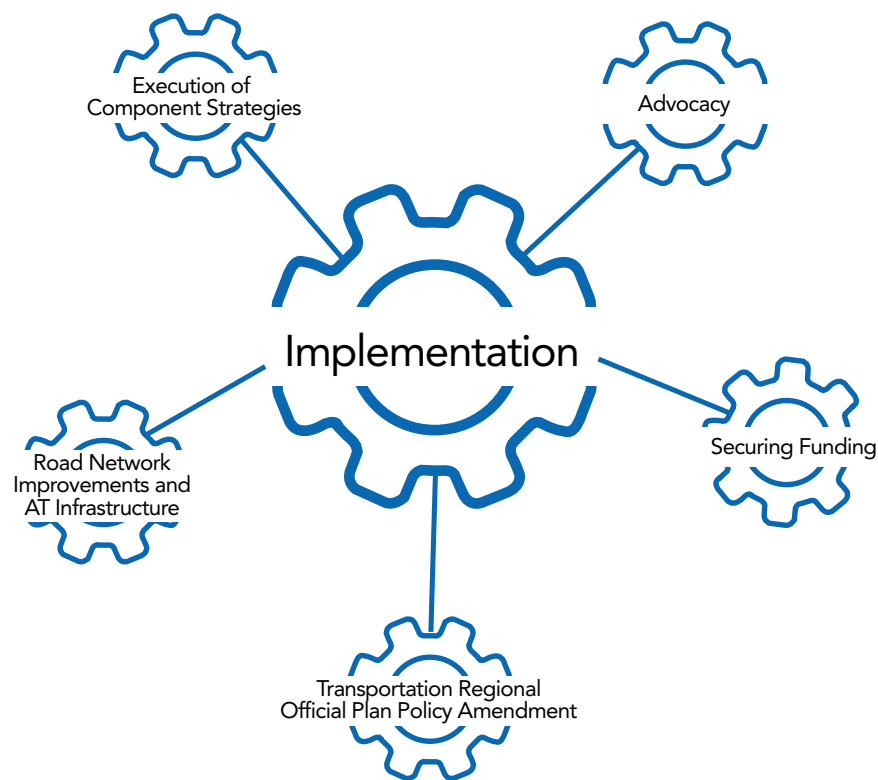 Execution of
Component Strategies
Advocacy
Implementation
Securing Funding
Road Network
Improvements and
AT Infrastructure
Transportation Regional
Official Plan Policy Amendment